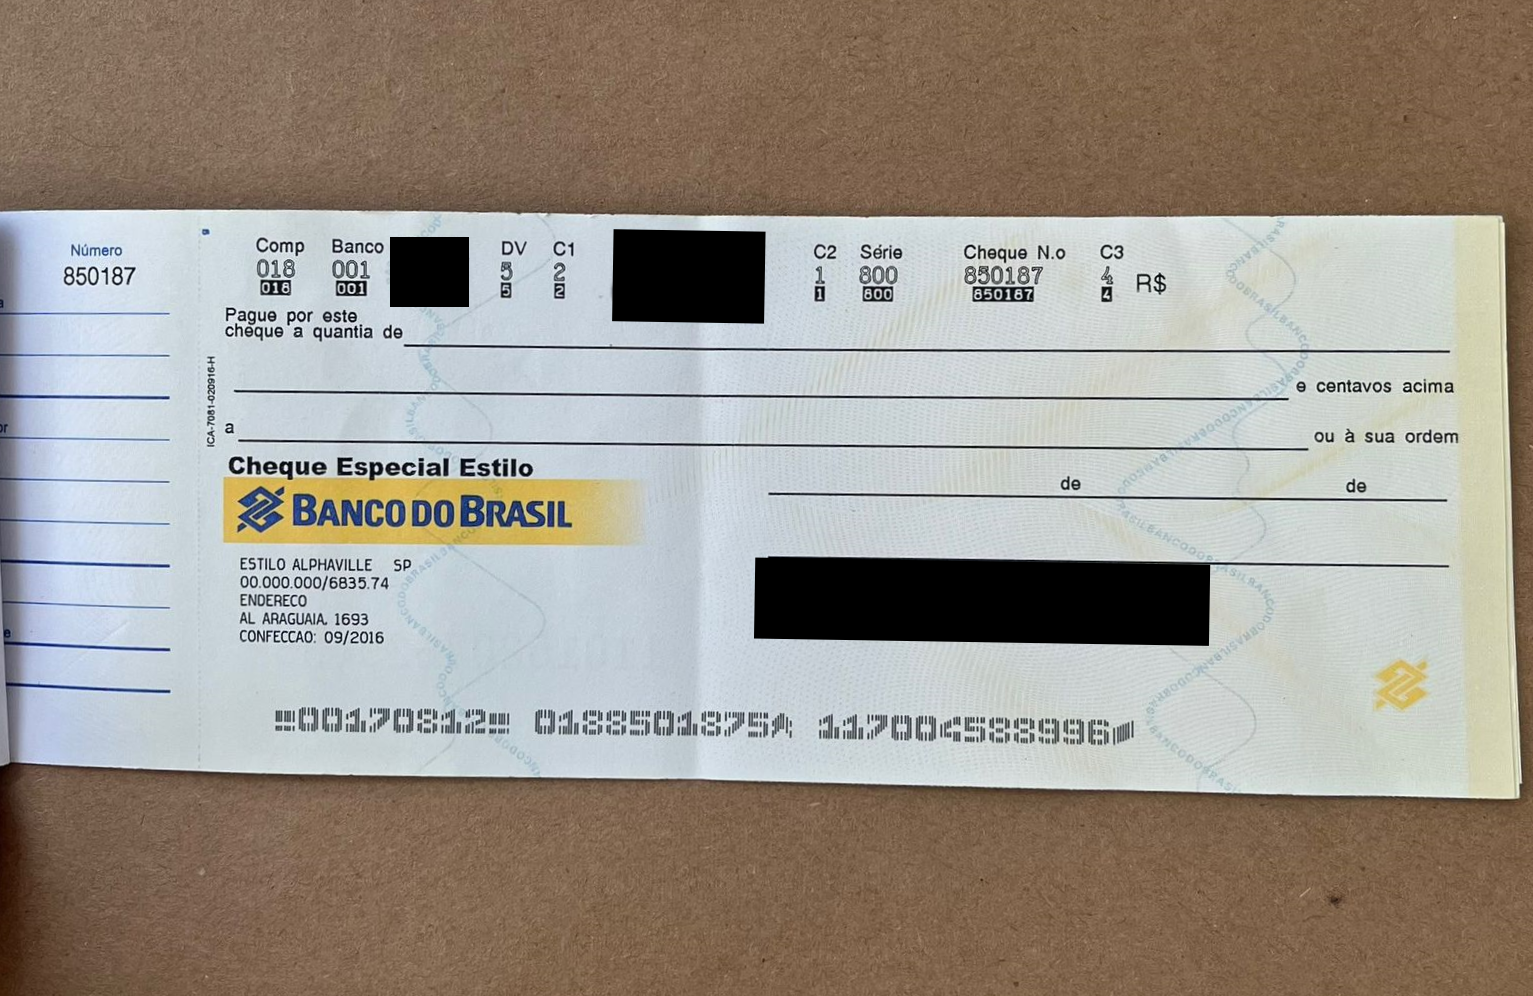 Número
850187
Comp Banco DV C1 C2 Série Cheque N.o C3
018 001 5 2 1 800 850187 4 R$
018 001 5 2 1 800 850187 4
Pague por este
cheque a quantia de
e centavos acima
a ou à sua ordem
ICA-7081-020916-H
Cheque Especial Estilo
de de
BANCO DO BRASIL
ESTILO ALPHAVILLE SP
00.000.000/6835.74
ENDERECO
AL ARAGUAIA, 1693
CONFECCAO: 09/2016
00170812 0188501875 117004588996